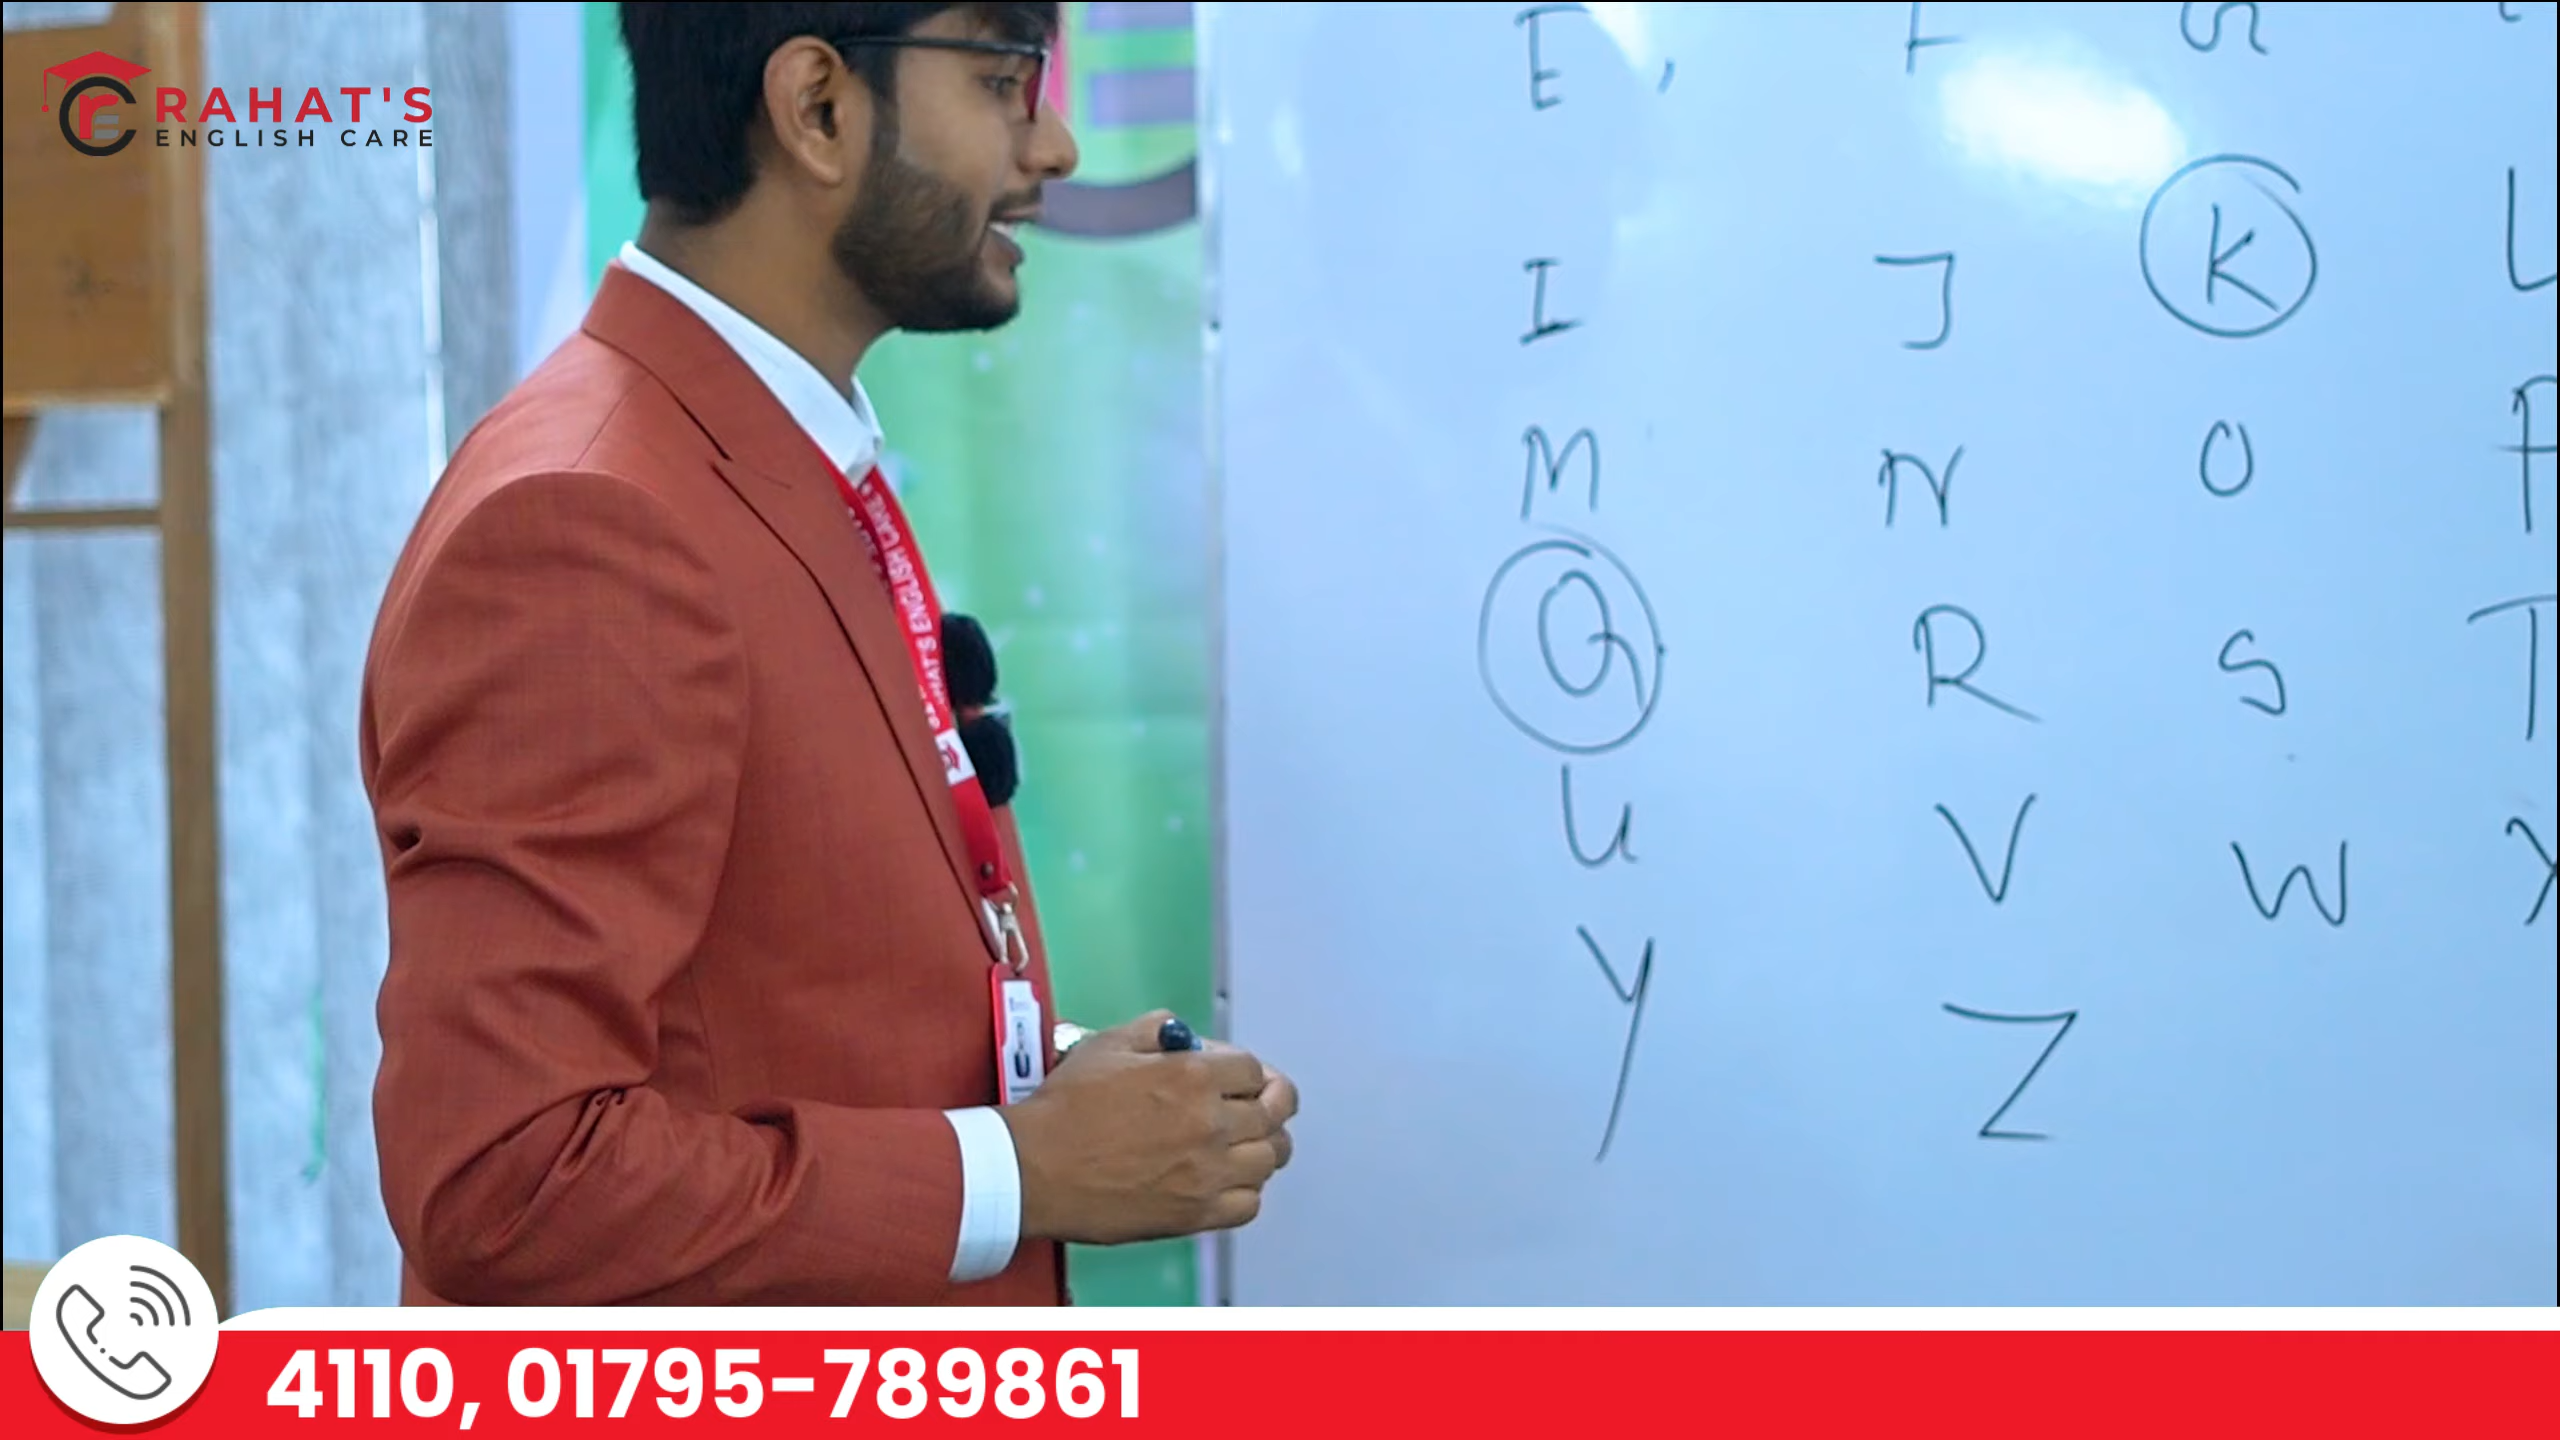 RAHAT'S
ENGLISH CARE
E, F G
I J K L
M N O P
Q R S T
U V W X
Y Z
RAHAT'S ENGLISH CARE
4110, 01795-789861